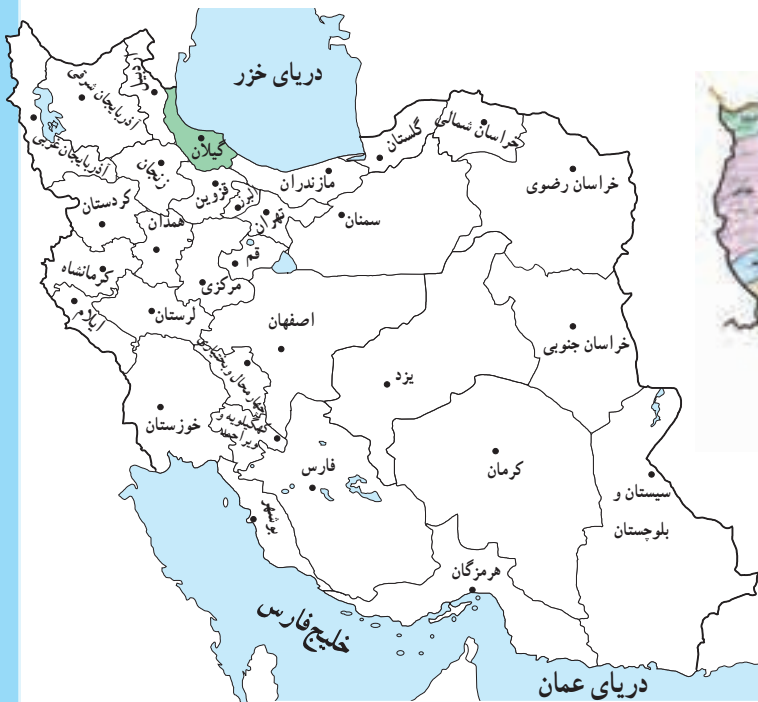 دریای خزر
اردبیل
آذربایجان شرقی
آذربایجان غربی
گیلان
زنجان
کردستان
قزوین
البرز
تهران
مازندران
گلستان
خراسان شمالی
خراسان رضوی
سمنان
همدان
قم
مرکزی
کرمانشاه
ایلام
لرستان
اصفهان
خراسان جنوبی
یزد
چهارمحال و بختیاری
کهگیلویه و
بویراحمد
خوزستان
فارس
کرمان
سیستان و
بلوچستان
بوشهر
هرمزگان
خلیج فارس
دریای عمان